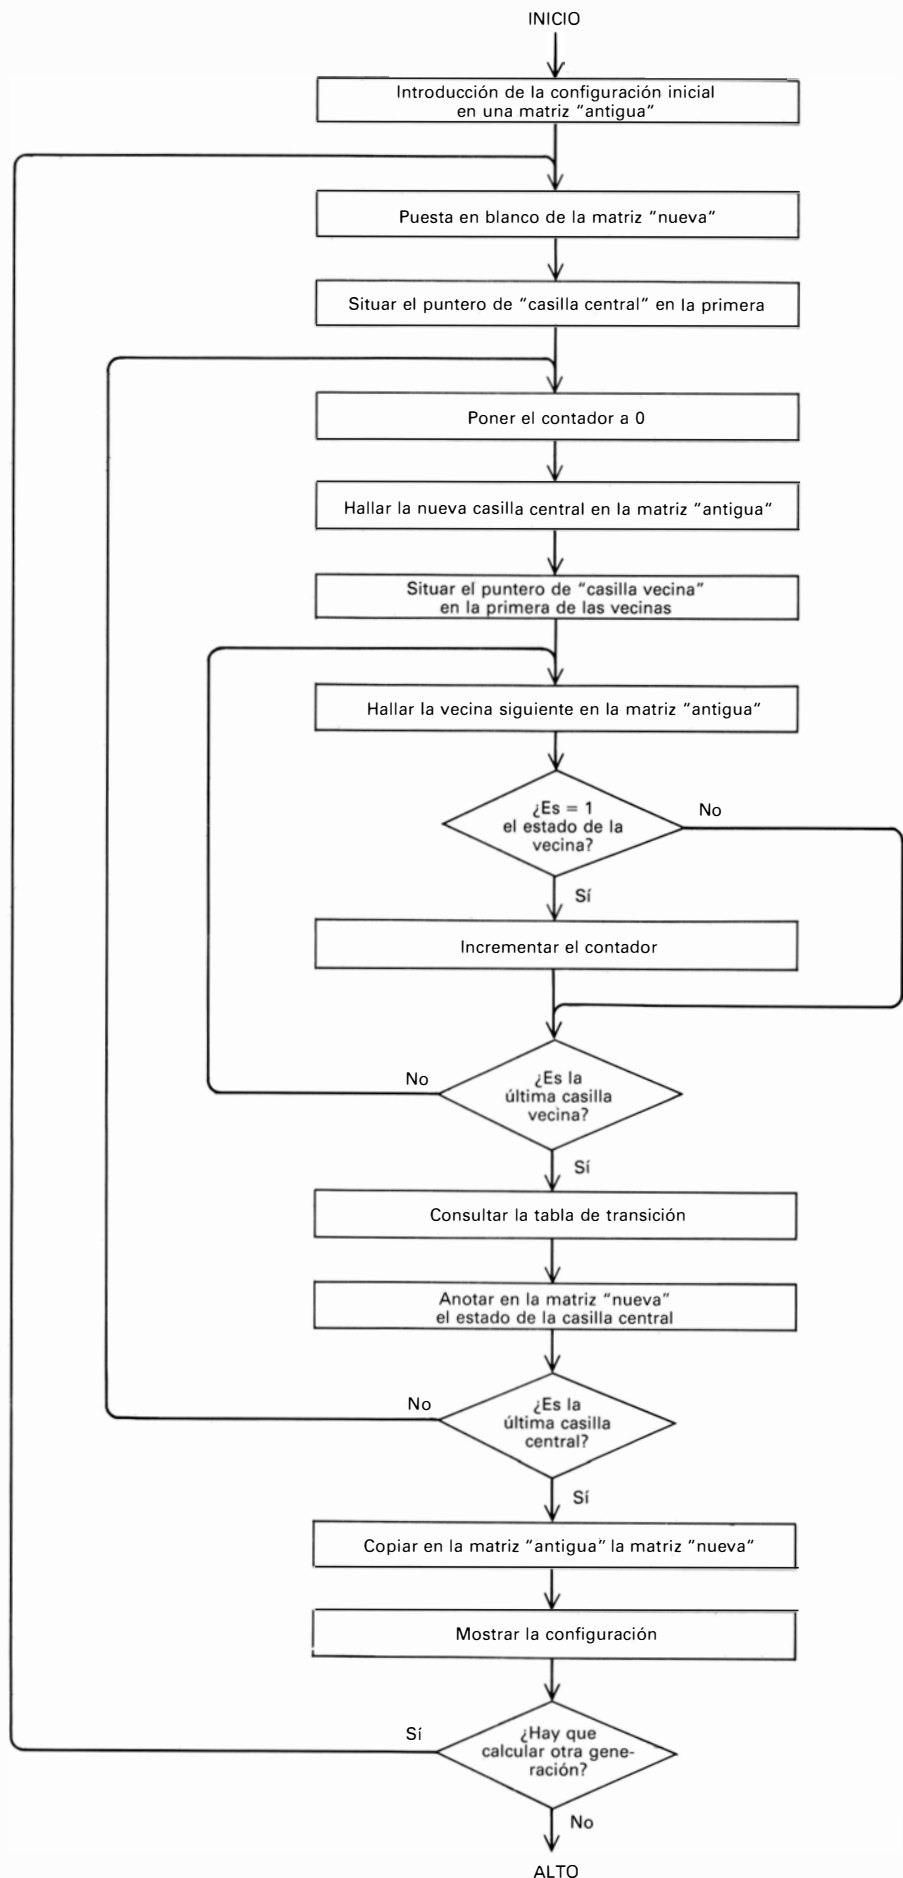 INICIO
Introducción de la configuración inicial
en una matriz "antigua"
Puesta en blanco de la matriz "nueva"
Situar el puntero de "casilla central" en la primera
Poner el contador a 0
Hallar la nueva casilla central en la matriz "antigua"
Situar el puntero de "casilla vecina"
en la primera de las vecinas
Hallar la vecina siguiente en la matriz "antigua"
¿Es = 1
el estado de la
vecina?
No
Sí
Incrementar el contador
¿Es la
última casilla
vecina?
No
Sí
Consultar la tabla de transición
Anotar en la matriz "nueva"
el estado de la casilla central
¿Es la
última casilla
central?
No
Sí
Copiar en la matriz "antigua" la matriz "nueva"
Mostrar la configuración
¿Hay que
calcular otra gene-
ración?
Sí
No
ALTO